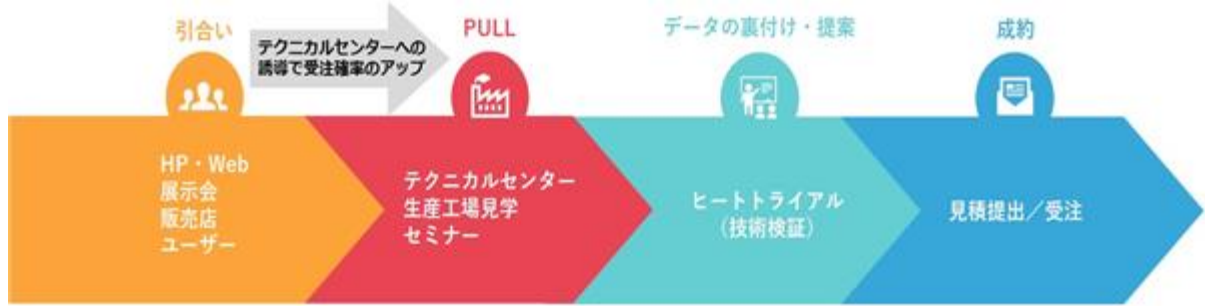 引合い
テクニカルセンターへの
誘導で受注確率のアップ
PULL
データの裏付け・提案
成約
HP・Web
展示会
販売店
ユーザー
テクニカルセンター
生産工場見学
セミナー
ヒートトライアル
（技術検証）
見積提出／受注